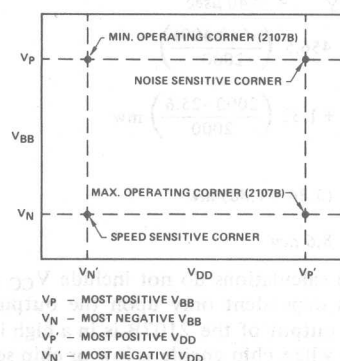 MIN. OPERATING CORNER (2107B)
VP
NOISE SENSITIVE CORNER
VBB
MAX. OPERATING CORNER (2107B)
VN
SPEED SENSITIVE CORNER
VN' VDD VP'
VP – MOST POSITIVE VBB
VN – MOST NEGATIVE VBB
VP' – MOST POSITIVE VDD
VN' – MOST NEGATIVE VDD